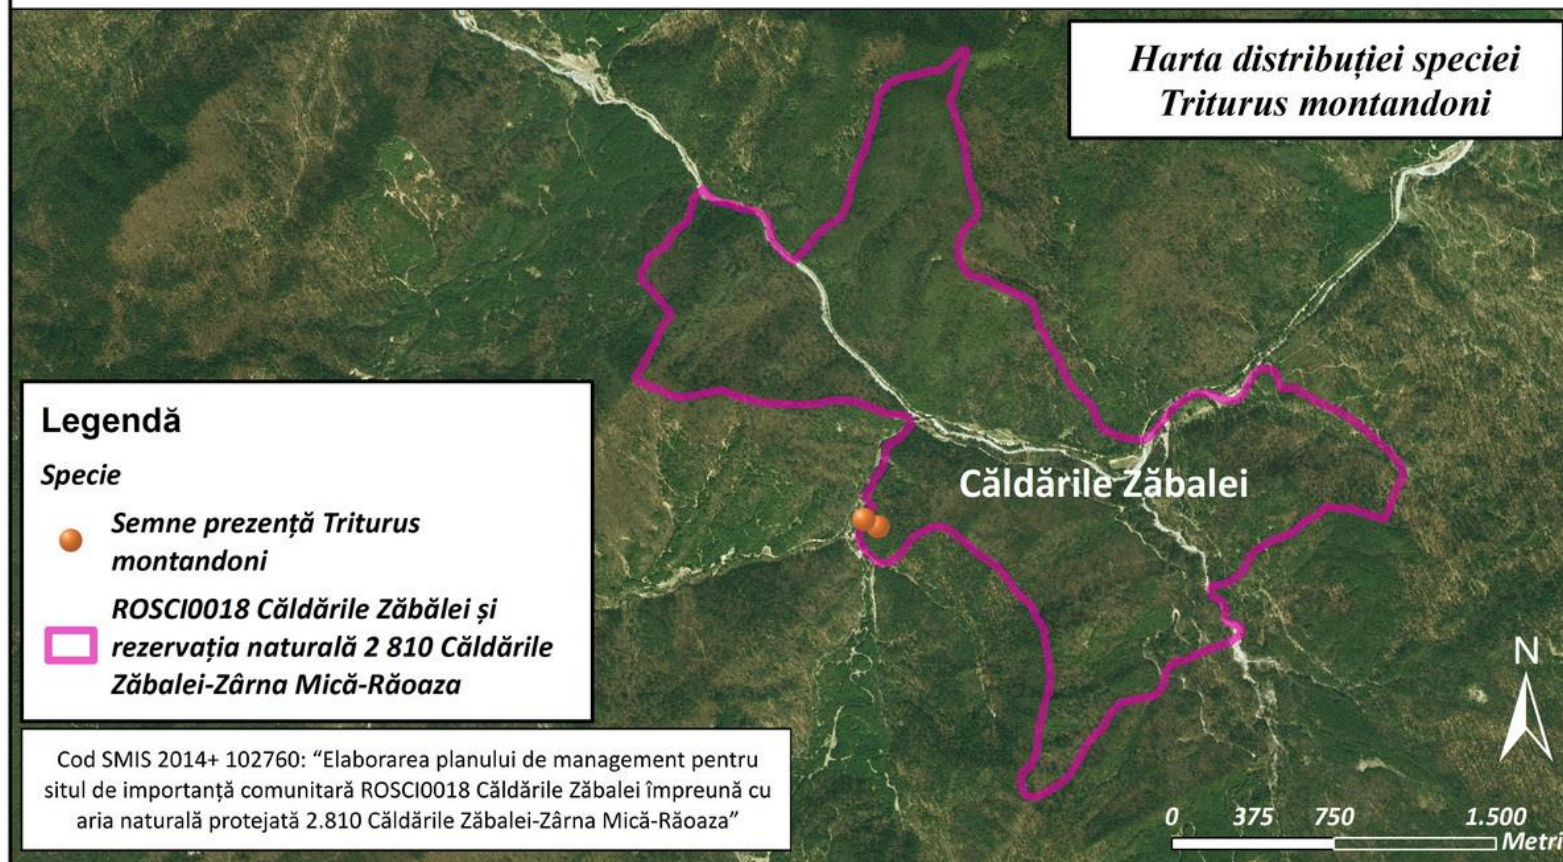 Harta distribuției speciei
Triturus montandoni
Căldările Zăbalei
Legendă
Specie
Semne prezență Triturus
montandoni
ROSCI0018 Căldările Zăbălei și
rezervația naturală 2 810 Căldările
Zăbalei-Zârna Mică-Răoaza
Cod SMIS 2014+ 102760: “Elaborarea planului de management pentru
situl de importanță comunitară ROSCI0018 Căldările Zăbalei împreună cu
aria naturală protejată 2.810 Căldările Zăbalei-Zârna Mică-Răoaza”
N
0 375 750 1.500
Metri